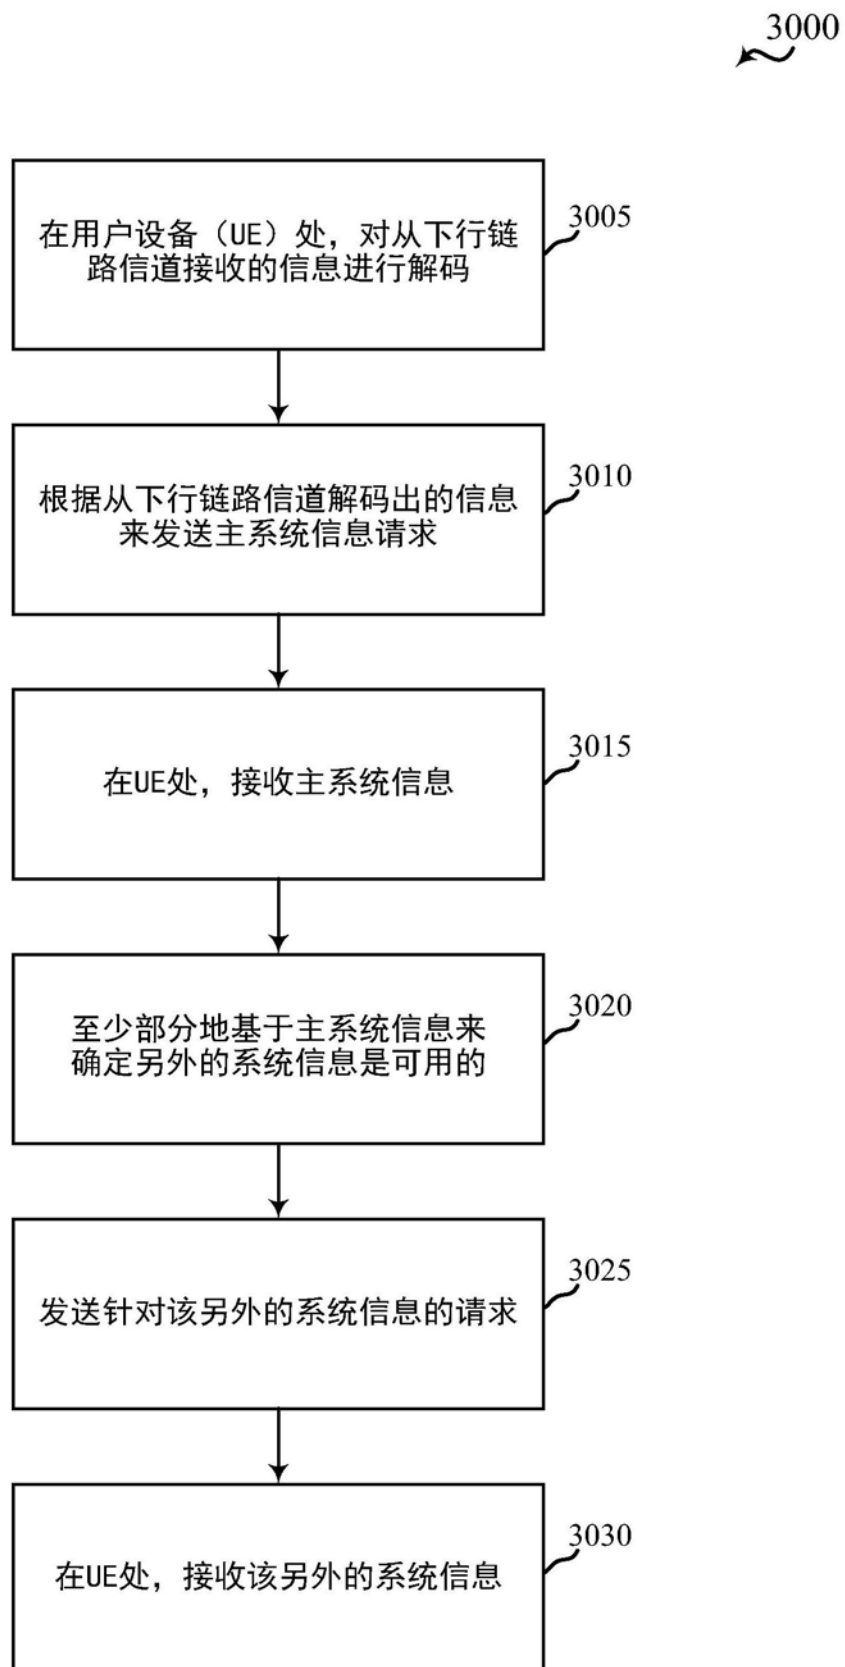 3000
在用户设备（UE）处，对从下行链
路信道接收的信息进行解码
3005
根据从下行链路信道解码出的信息
来发送主系统信息请求
3010
在UE处，接收主系统信息
3015
至少部分地基于主系统信息来
确定另外的系统信息是可用的
3020
发送针对该另外的系统信息的请求
3025
在UE处，接收该另外的系统信息
3030